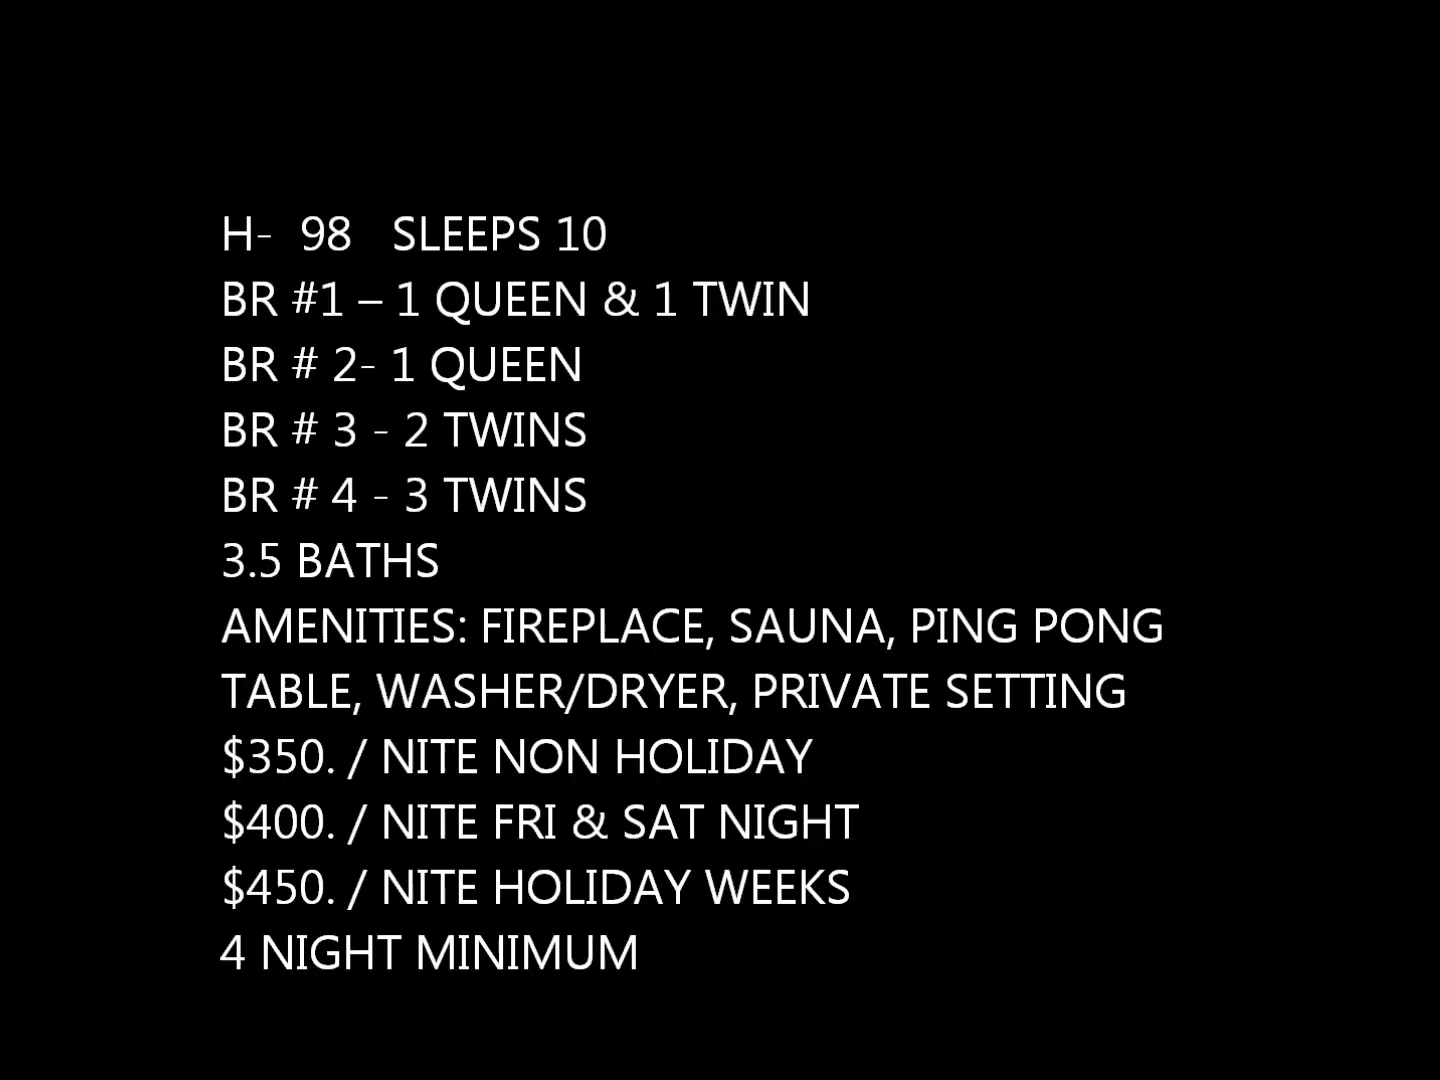 H-  98   SLEEPS 10
BR #1 – 1 QUEEN & 1 TWIN
BR # 2- 1 QUEEN
BR # 3 - 2 TWINS
BR # 4 - 3 TWINS
3.5 BATHS
AMENITIES: FIREPLACE, SAUNA, PING PONG
TABLE, WASHER/DRYER, PRIVATE SETTING
$350. / NITE NON HOLIDAY
$400. / NITE FRI & SAT NIGHT
$450. / NITE HOLIDAY WEEKS
4 NIGHT MINIMUM